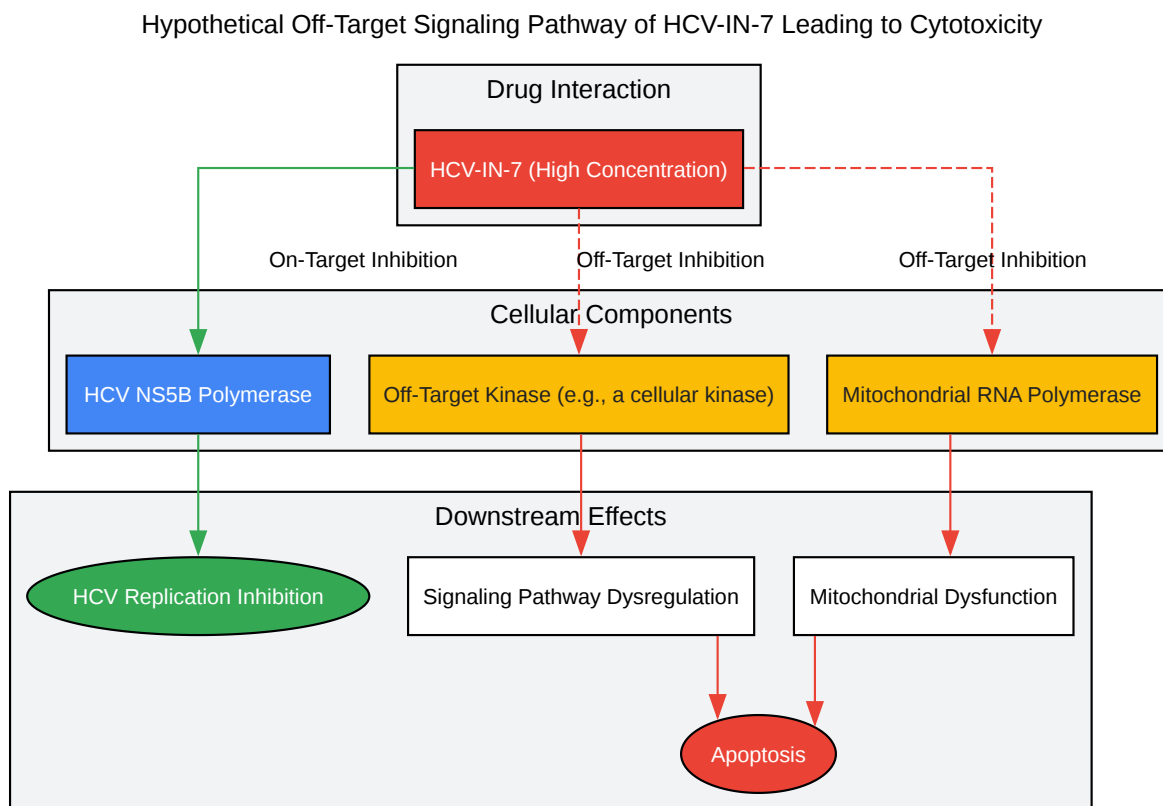 Hypothetical Off-Target Signaling Pathway of HCV-IN-7 Leading to Cytotoxicity
Drug Interaction
HCV-IN-7 (High Concentration)
On-Target Inhibition
Off-Target Inhibition
Off-Target Inhibition
Cellular Components
HCV NS5B Polymerase
Off-Target Kinase (e.g., a cellular kinase)
Mitochondrial RNA Polymerase
Downstream Effects
HCV Replication Inhibition
Signaling Pathway Dysregulation
Mitochondrial Dysfunction
Apoptosis